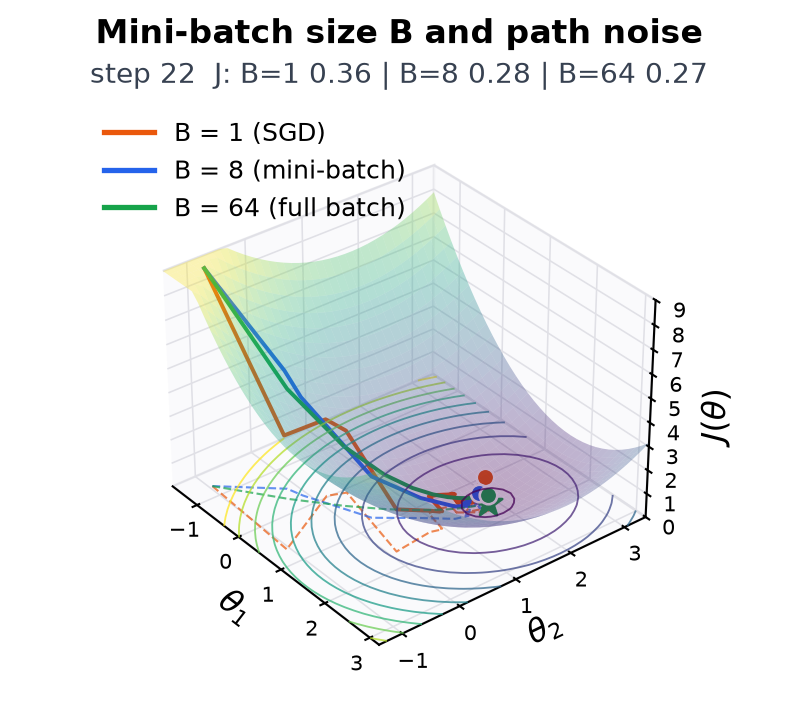 Mini-batch size B and path noise
step 22  J: B=1 0.36 | B=8 0.28 | B=64 0.27
B = 1 (SGD)
B = 8 (mini-batch)
B = 64 (full batch)
9
8
7
6
5
4
3
2
1
0
J(θ)
−1
0
1
2
3
θ₁
−1
0
1
2
3
θ₂